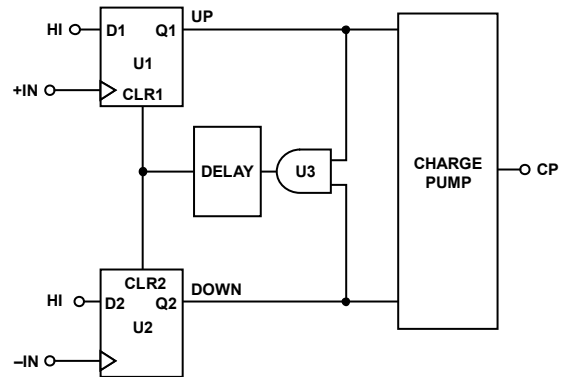 UP
HI
D1
Q1
U1
+IN
CLR1
DELAY
U3
CHARGE
PUMP
CP
CLR2
DOWN
HI
D2
Q2
U2
–IN